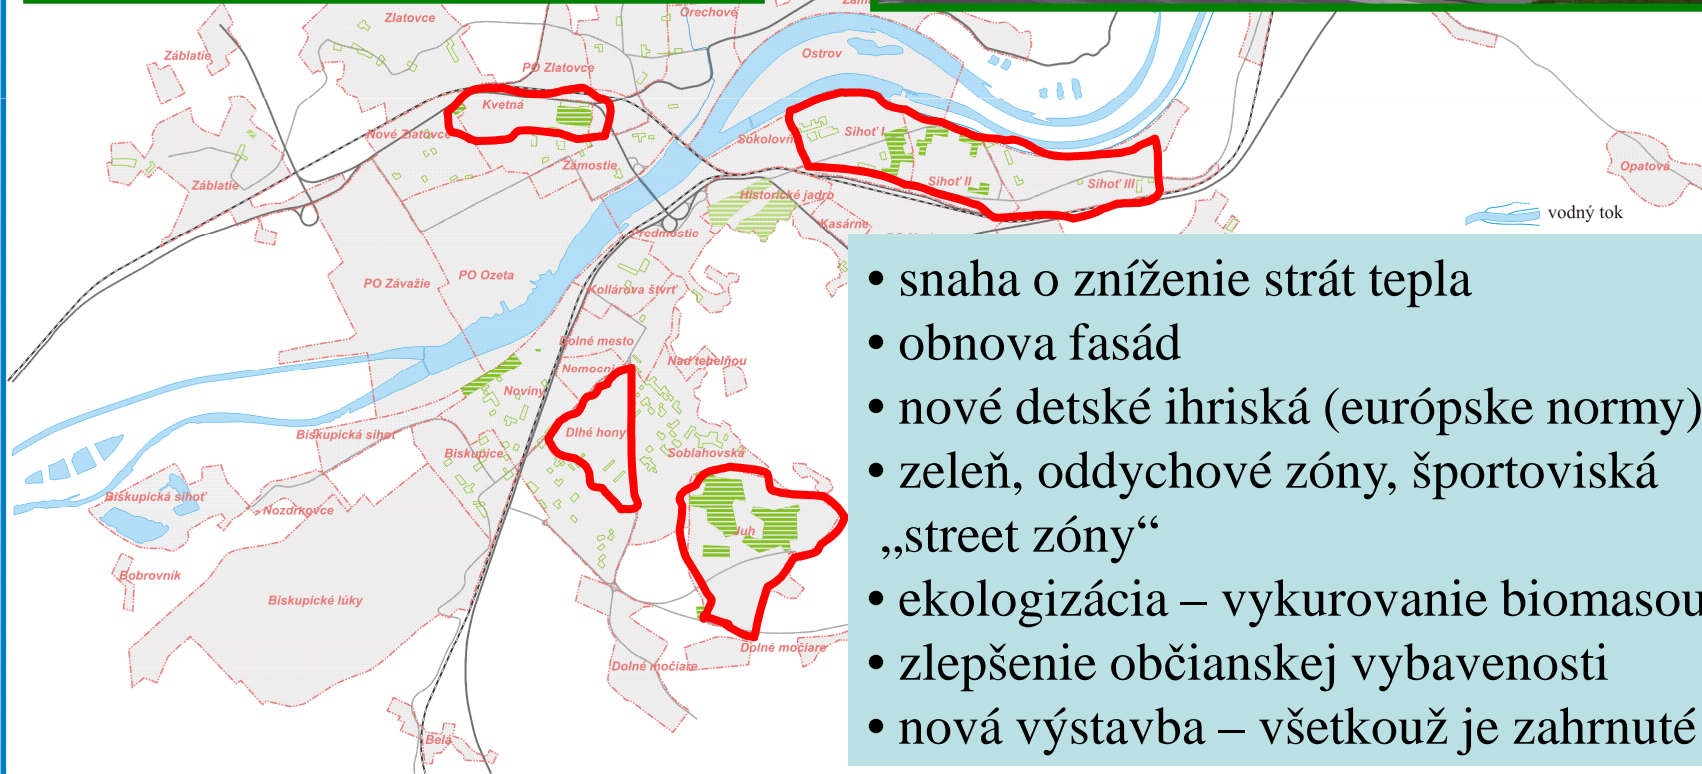 Zlatovce
Orechové
Záblatie
Ostrov
PO Zlatovce
Kvetná
Nové Zlatovce
Sihoť I
Zámostie
Opatová
Záblatie
Sihoť II
Sihoť III
Historické jadro
vodný tok
Kasárne
Predmostie
PO Ozeta
PO Závažie
Kollárova štvrť
Dolné mesto
Nad tebelňou
Noviny
Dlhé hony
Biskupická sihoť
Biskupice
Soblahovská
Biskupická sihoť
Nozdrkovce
Juh
Bobrovník
Biskupické lúky
Dolné močiare
Dolné močiare
Belá
• snaha o zníženie strát tepla
• obnova fasád
• nové detské ihriská (európske normy)
• zeleň, oddychové zóny, športoviská
„street zóny“
• ekologizácia – vykurovanie biomasou
• zlepšenie občianskej vybavenosti
• nová výstavba – všetkouž je zahrnuté